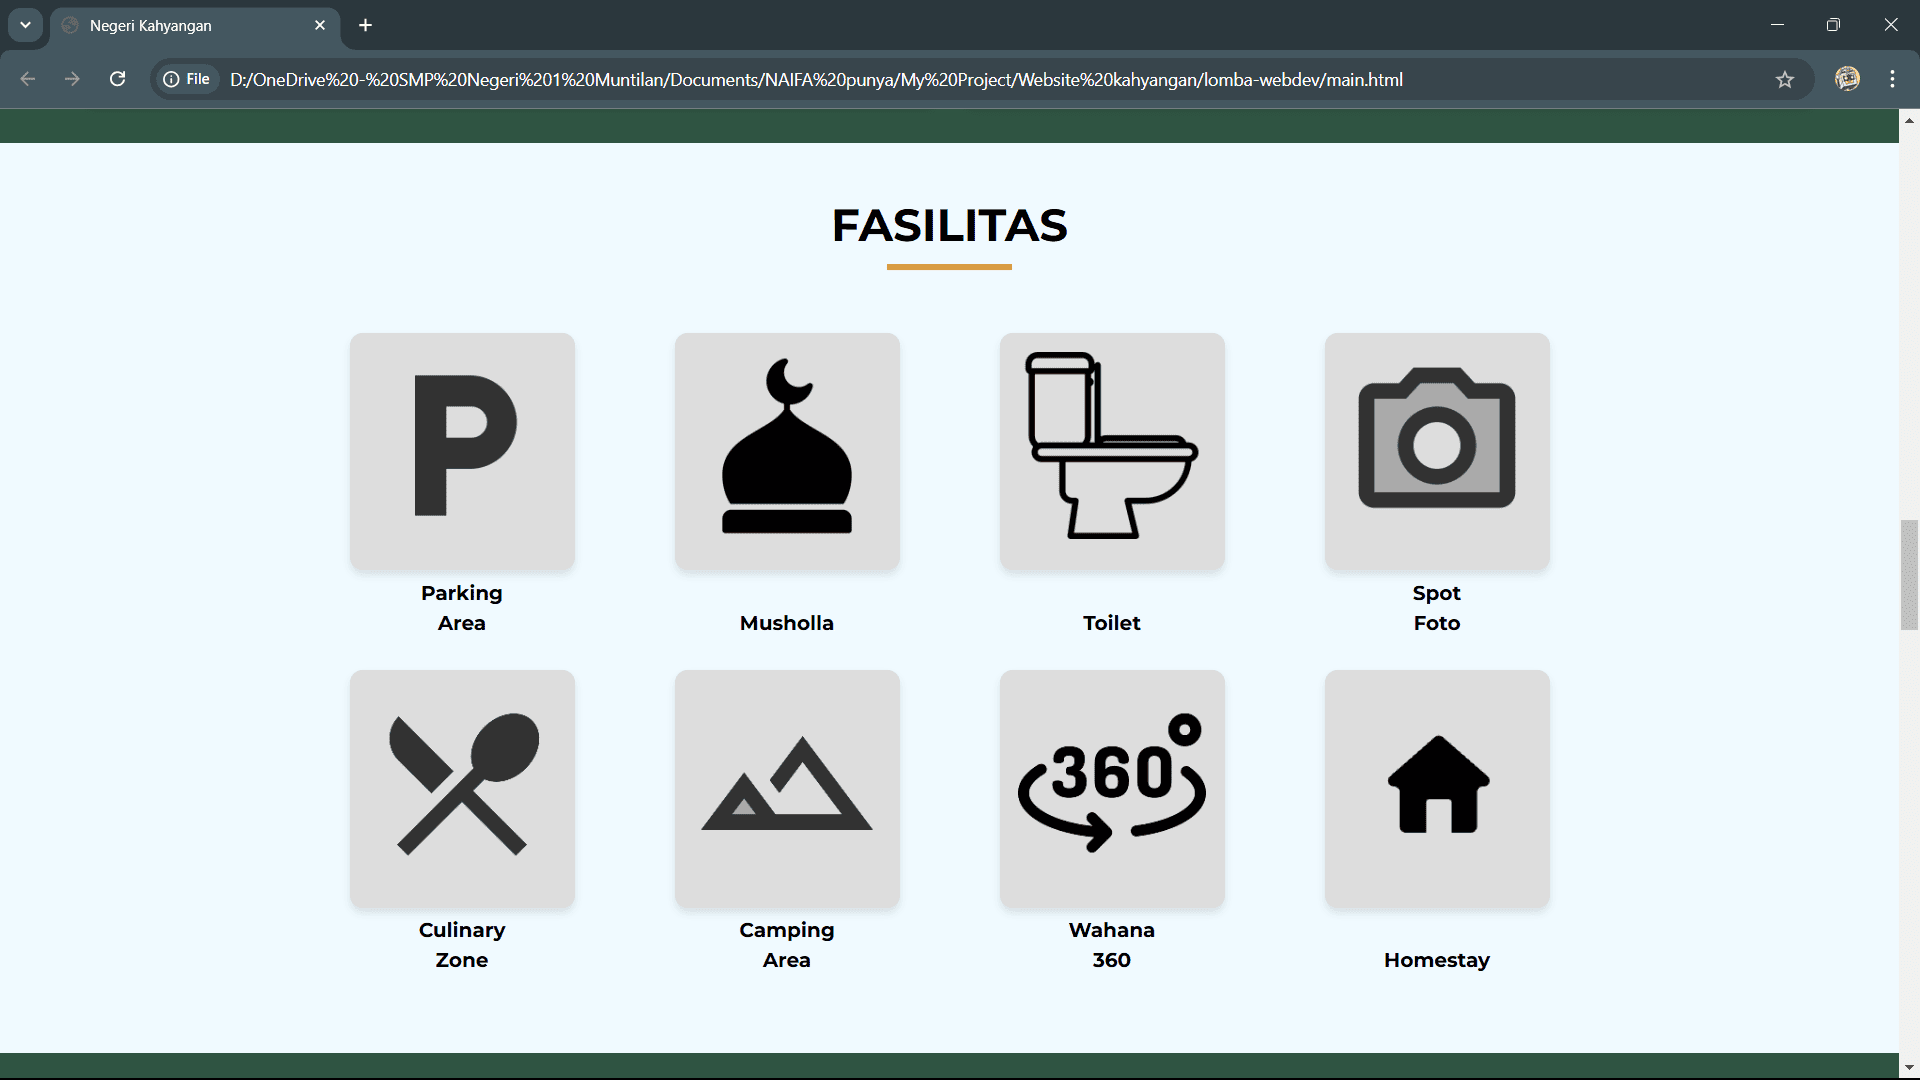 Negeri Kahyangan
File
D:/OneDrive%20-%20SMP%20Negeri%201%20Muntilan/Documents/NAIFA%20punya/My%20Project/Website%20kahyangan/lomba-webdev/main.html
FASILITAS
P
Parking
Area
Musholla
Toilet
Spot
Foto
360°
Culinary
Zone
Camping
Area
Wahana
360
Homestay